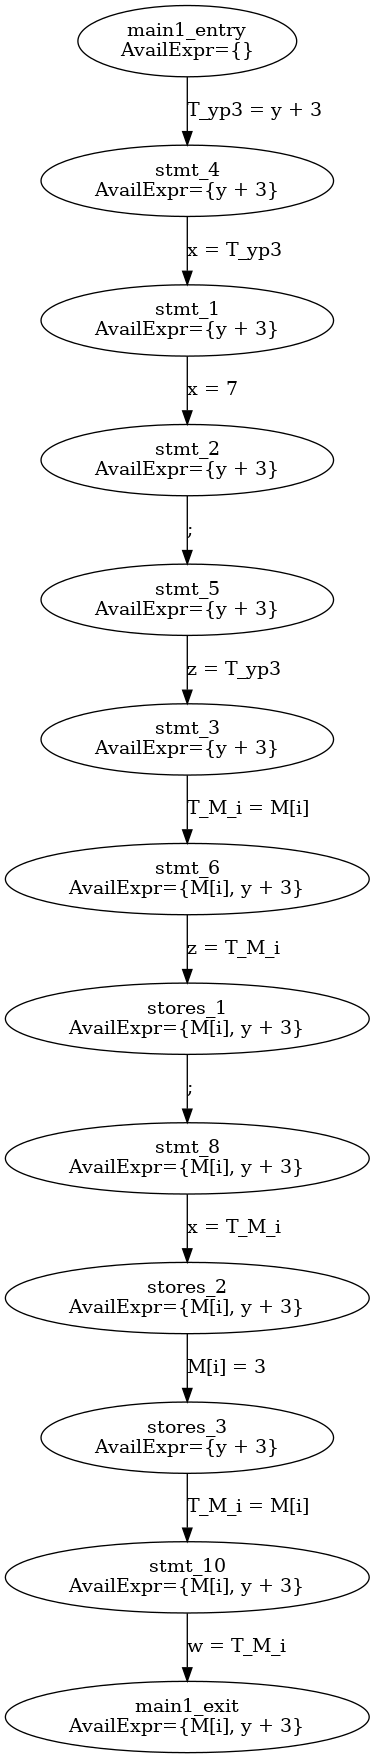 main1_entry
AvailExpr={}
T_yp3 = y + 3
stmt_4
AvailExpr={y + 3}
x = T_yp3
stmt_1
AvailExpr={y + 3}
x = 7
stmt_2
AvailExpr={y + 3}
;
stmt_5
AvailExpr={y + 3}
z = T_yp3
stmt_3
AvailExpr={y + 3}
T_M_i = M[i]
stmt_6
AvailExpr={M[i], y + 3}
z = T_M_i
stores_1
AvailExpr={M[i], y + 3}
;
stmt_8
AvailExpr={M[i], y + 3}
x = T_M_i
stores_2
AvailExpr={M[i], y + 3}
M[i] = 3
stores_3
AvailExpr={y + 3}
T_M_i = M[i]
stmt_10
AvailExpr={M[i], y + 3}
w = T_M_i
main1_exit
AvailExpr={M[i], y + 3}